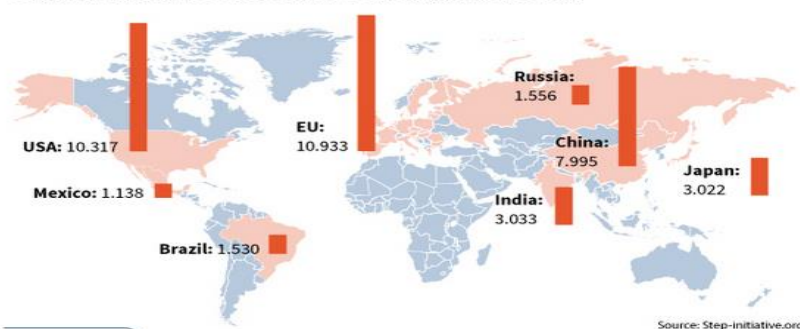 Russia:
1.556
EU:
10.933
China:
7.995
USA: 10.317
Japan:
3.022
Mexico: 1.138
India:
3.033
Brazil: 1.530
Source: Step-initiative.org